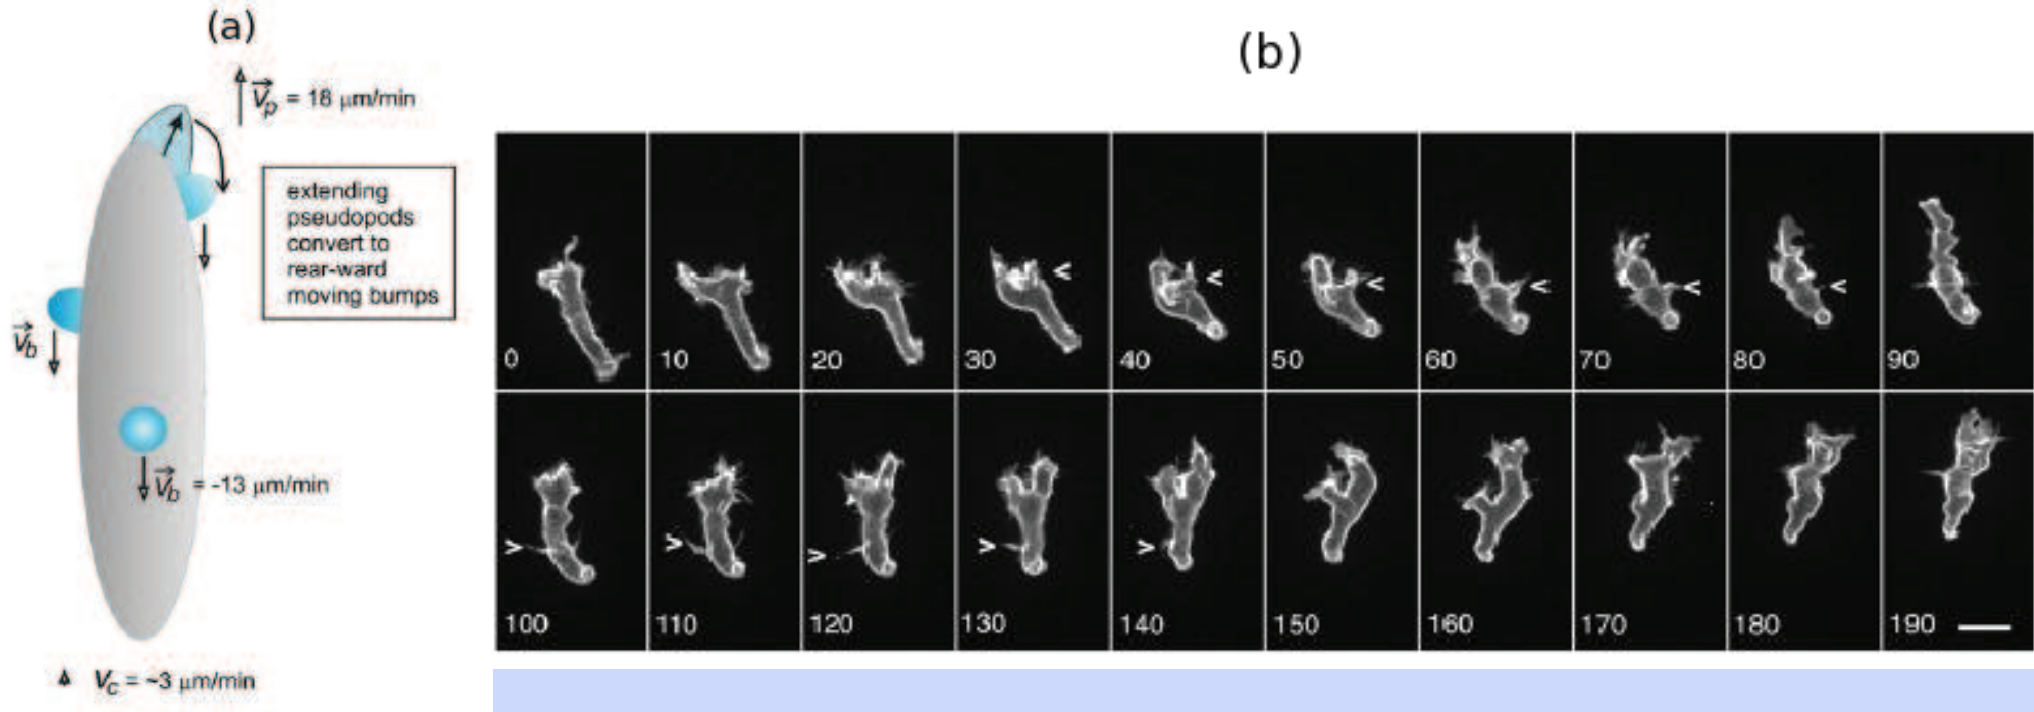 (a)
V⃗p = 18 μm/min
extending
pseudopods
convert to
rear-ward
moving bumps
V⃗b
V⃗b = -13 μm/min
Vc = ~3 μm/min
(b)
0 10 20 30 < 40 < 50 < 60 < 70 < 80 < 90
100 > 110 > 120 > 130 > 140 > 150 160 170 180 190